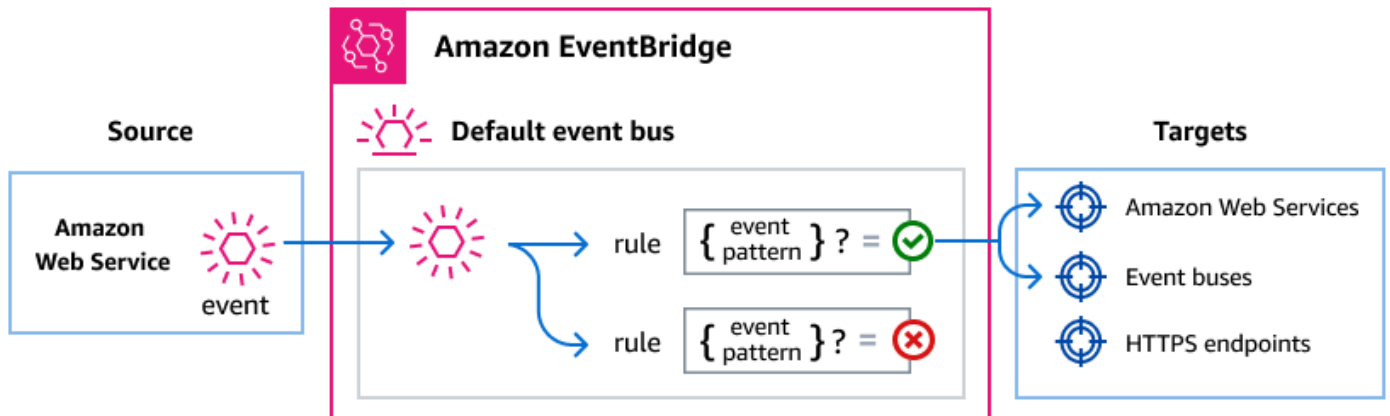 Amazon EventBridge
Source
Default event bus
Targets
Amazon
Web Service
event
rule { event pattern } ? =
rule { event pattern } ? =
Amazon Web Services
Event buses
HTTPS endpoints